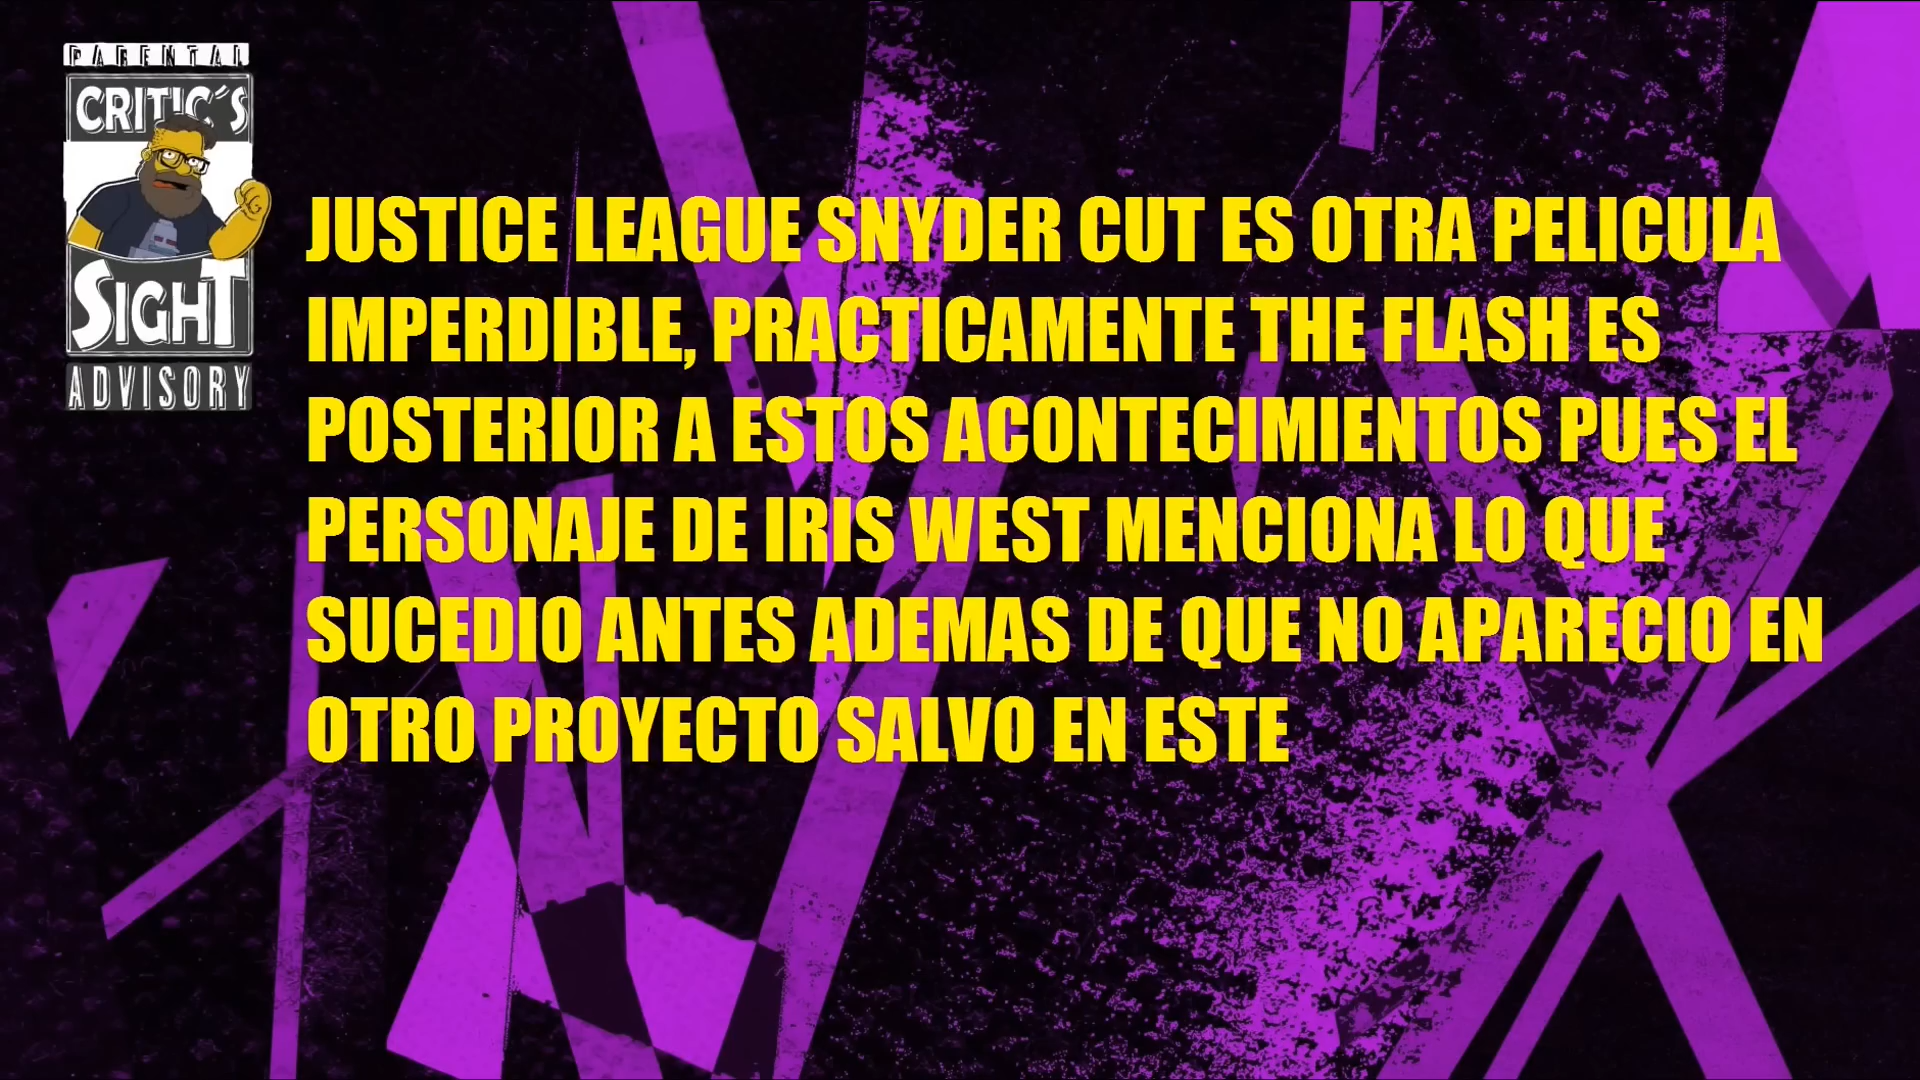 PARENTAL
CRITIC´S
SIGHT
ADVISORY
JUSTICE LEAGUE SNYDER CUT ES OTRA PELICULA
IMPERDIBLE, PRACTICAMENTE THE FLASH ES
POSTERIOR A ESTOS ACONTECIMIENTOS PUES EL
PERSONAJE DE IRIS WEST MENCIONA LO QUE
SUCEDIO ANTES ADEMAS DE QUE NO APARECIO EN
OTRO PROYECTO SALVO EN ESTE